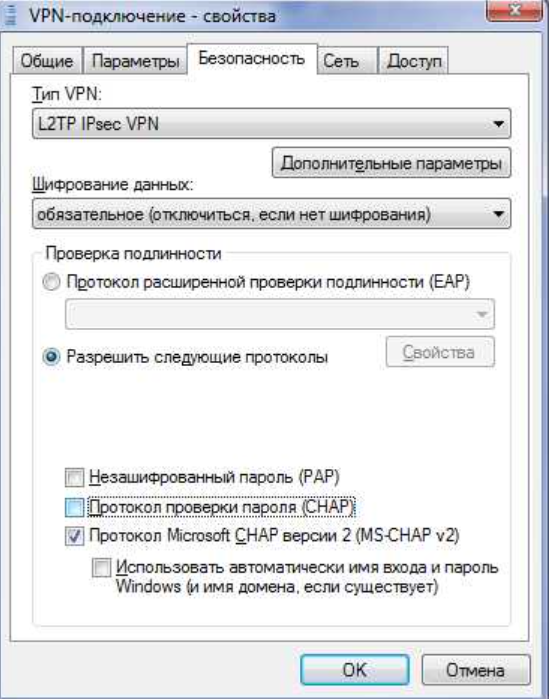 VPN-подключение - свойства
Общие Параметры Безопасность Сеть Доступ
Тип VPN:
L2TP IPsec VPN
Дополнительные параметры
Шифрование данных:
обязательное (отключиться, если нет шифрования)
Проверка подлинности
Протокол расширенной проверки подлинности (EAP)
Разрешить следующие протоколы
Свойства
Незашифрованный пароль (PAP)
Протокол проверки пароля (CHAP)
Протокол Microsoft CHAP версии 2 (MS-CHAP v2)
Использовать автоматически имя входа и пароль
Windows (и имя домена, если существует)
OK Отмена